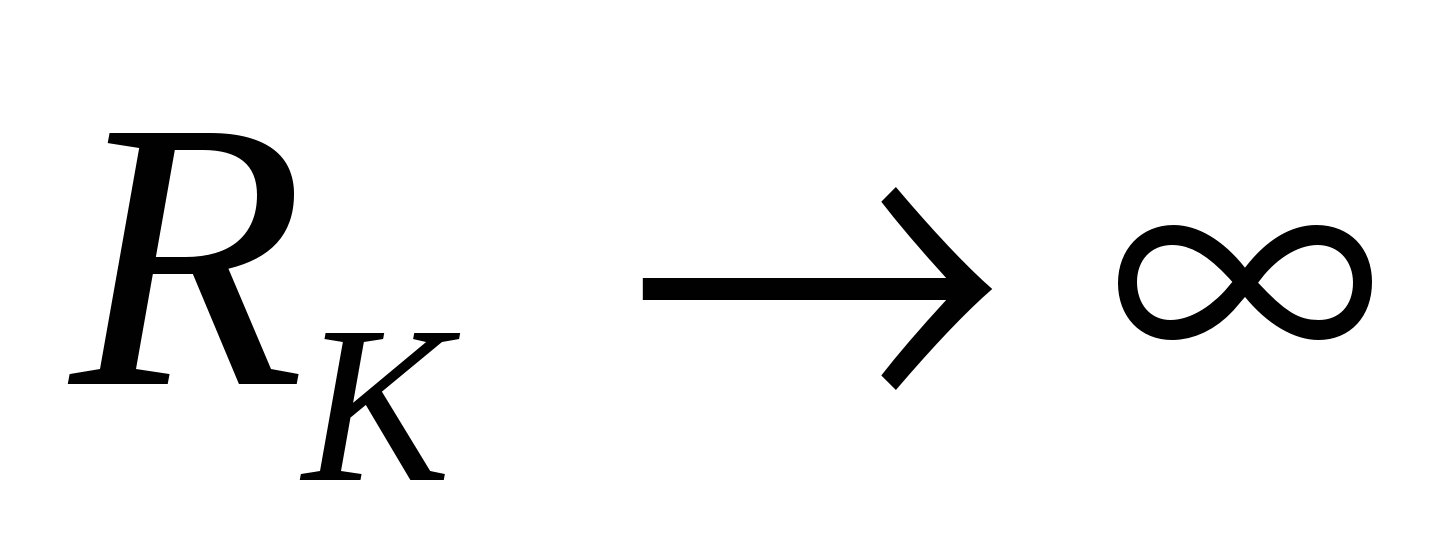 R_K → ∞